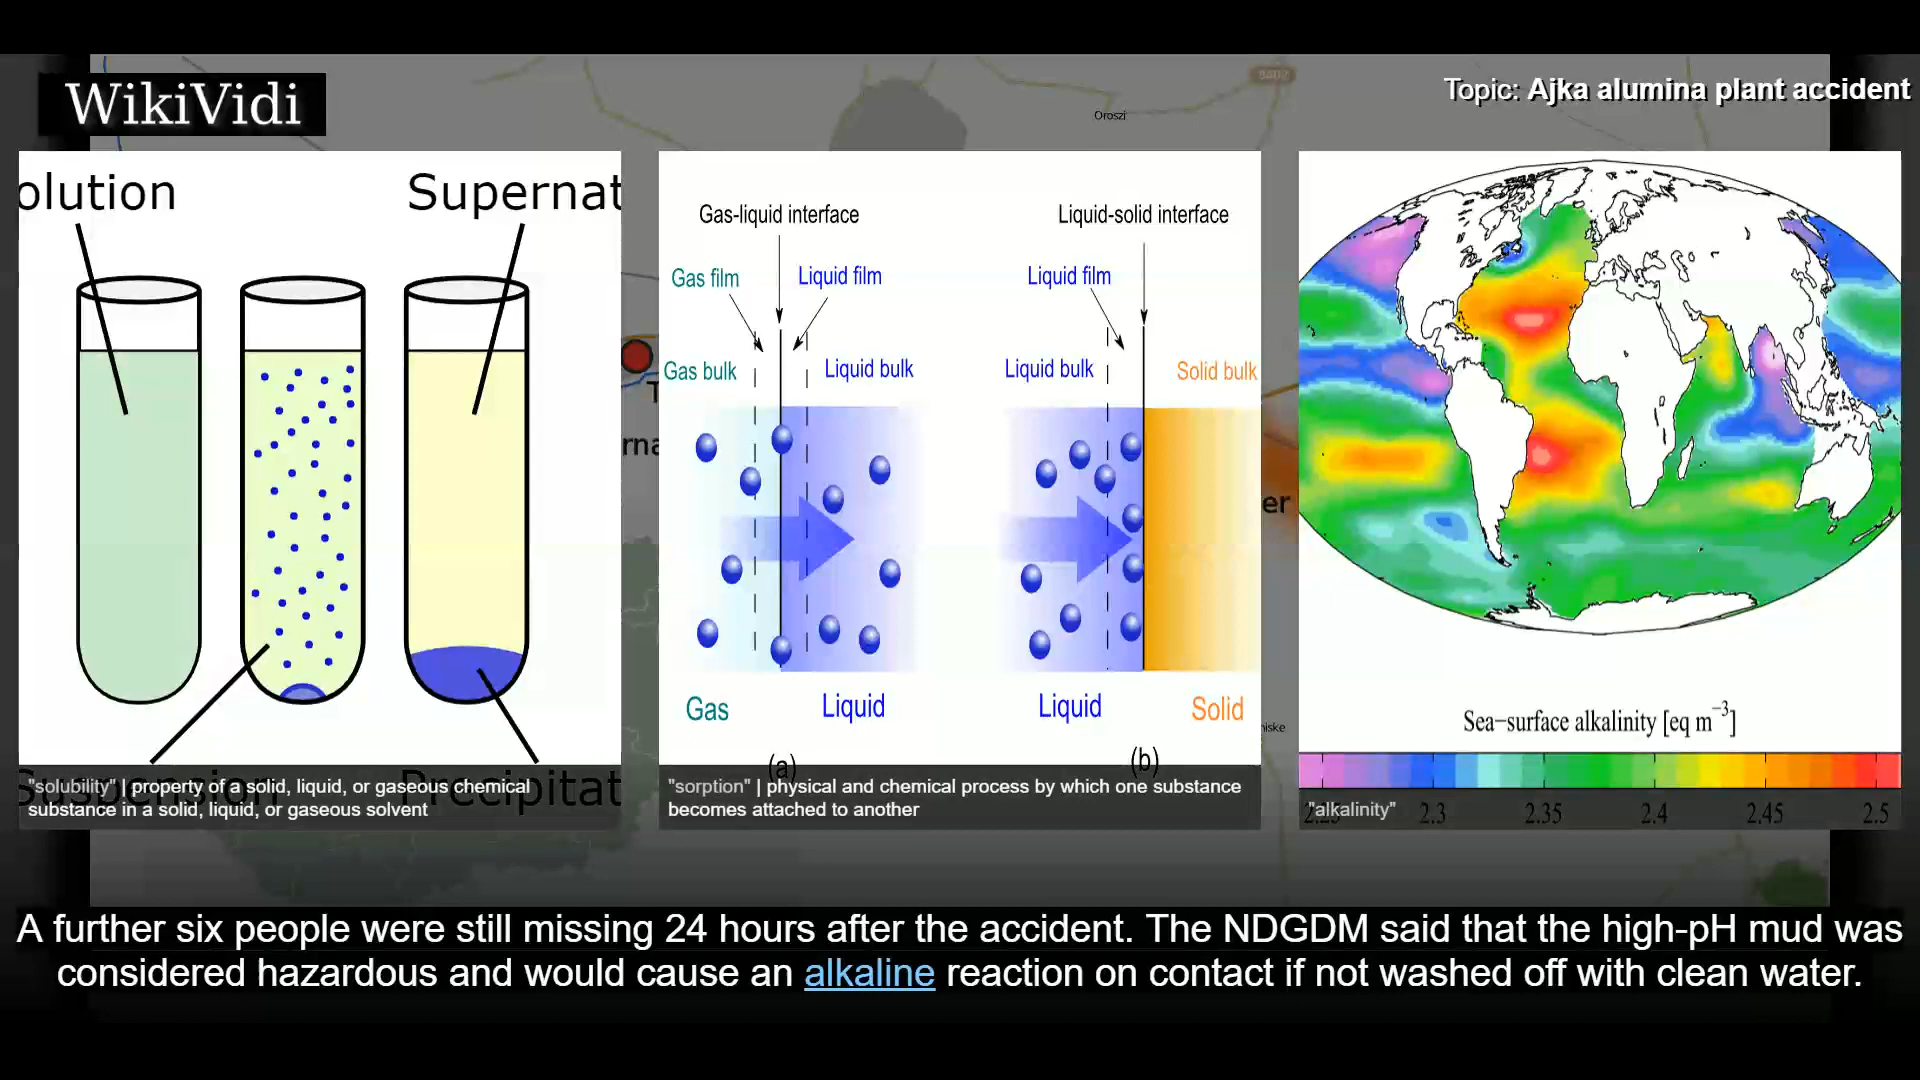 WikiVidi
Topic: Ajka alumina plant accident
Oroszi
olution
Supernat
Suspension
Precipitat
"solubility" | property of a solid, liquid, or gaseous chemical
substance in a solid, liquid, or gaseous solvent
Gas-liquid interface
Liquid-solid interface
Gas film
Liquid film
Liquid film
Gas bulk
Liquid bulk
Liquid bulk
Solid bulk
Gas
Liquid
Liquid
Solid
(a)
(b)
"sorption" | physical and chemical process by which one substance
becomes attached to another
er
Sea−surface alkalinity [eq m−3]
"alkalinity"
2.3 2.35 2.4 2.45 2.5
A further six people were still missing 24 hours after the accident. The NDGDM said that the high-pH mud was
considered hazardous and would cause an alkaline reaction on contact if not washed off with clean water.